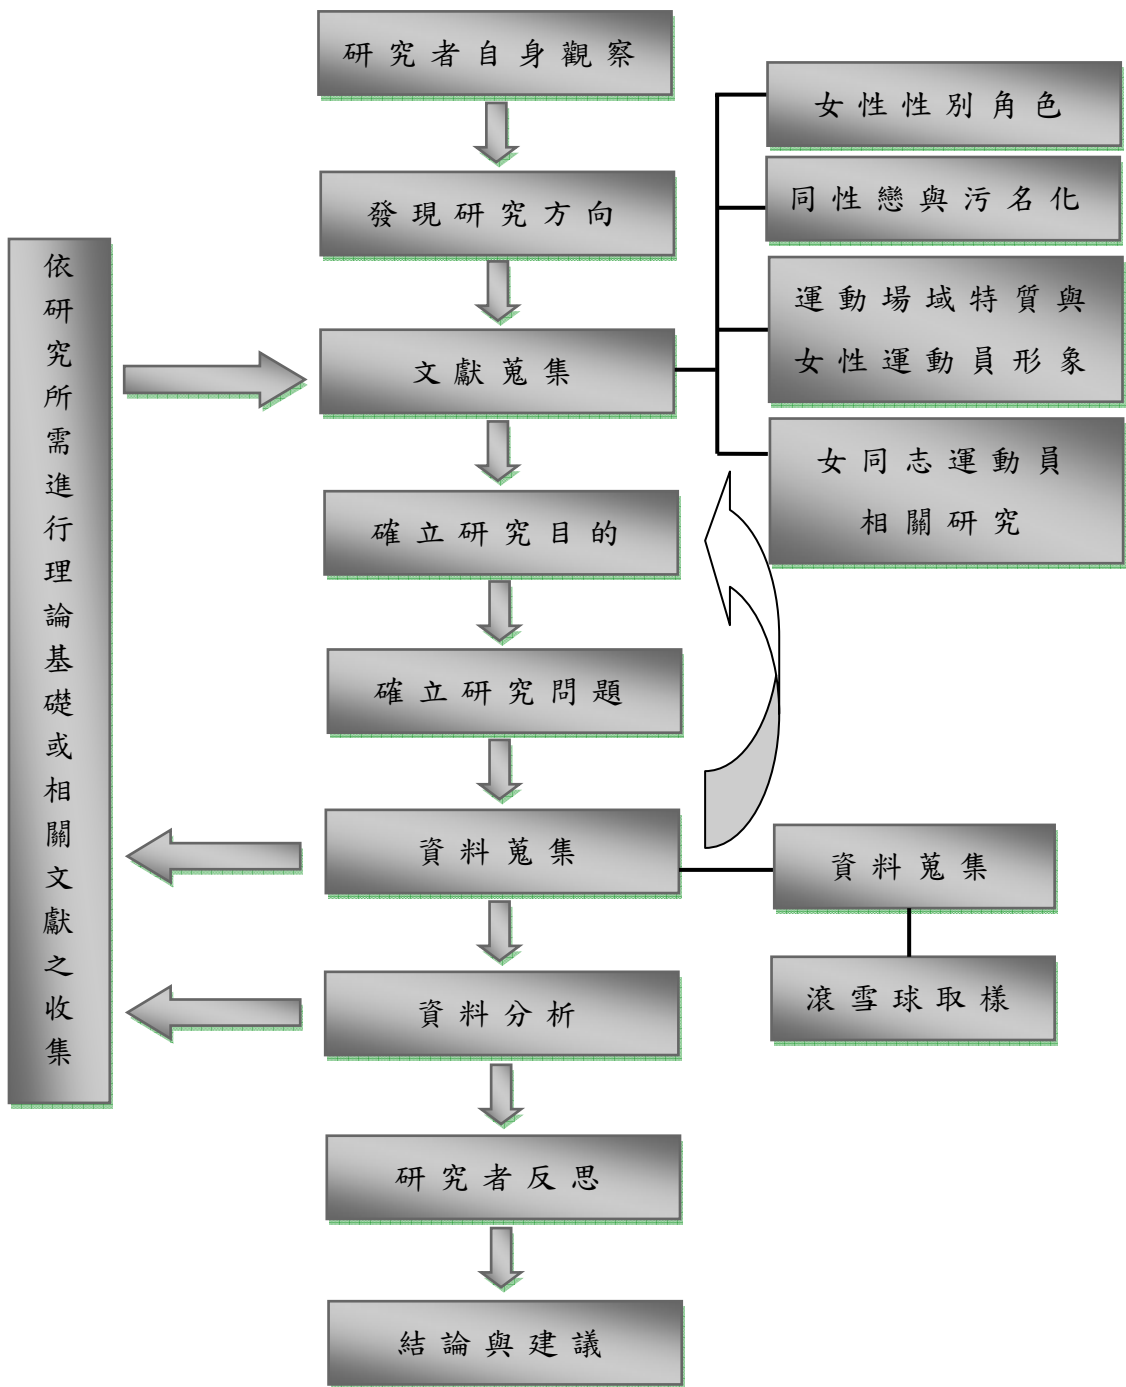 研究者自身觀察
發現研究方向
文獻蒐集
確立研究目的
確立研究問題
資料蒐集
資料分析
研究者反思
結論與建議
女性性別角色
同性戀與污名化
運動場域特質與
女性運動員形象
女同志運動員
相關研究
資料蒐集
滾雪球取樣
依研究所需進行理論基礎或相關文獻之收集